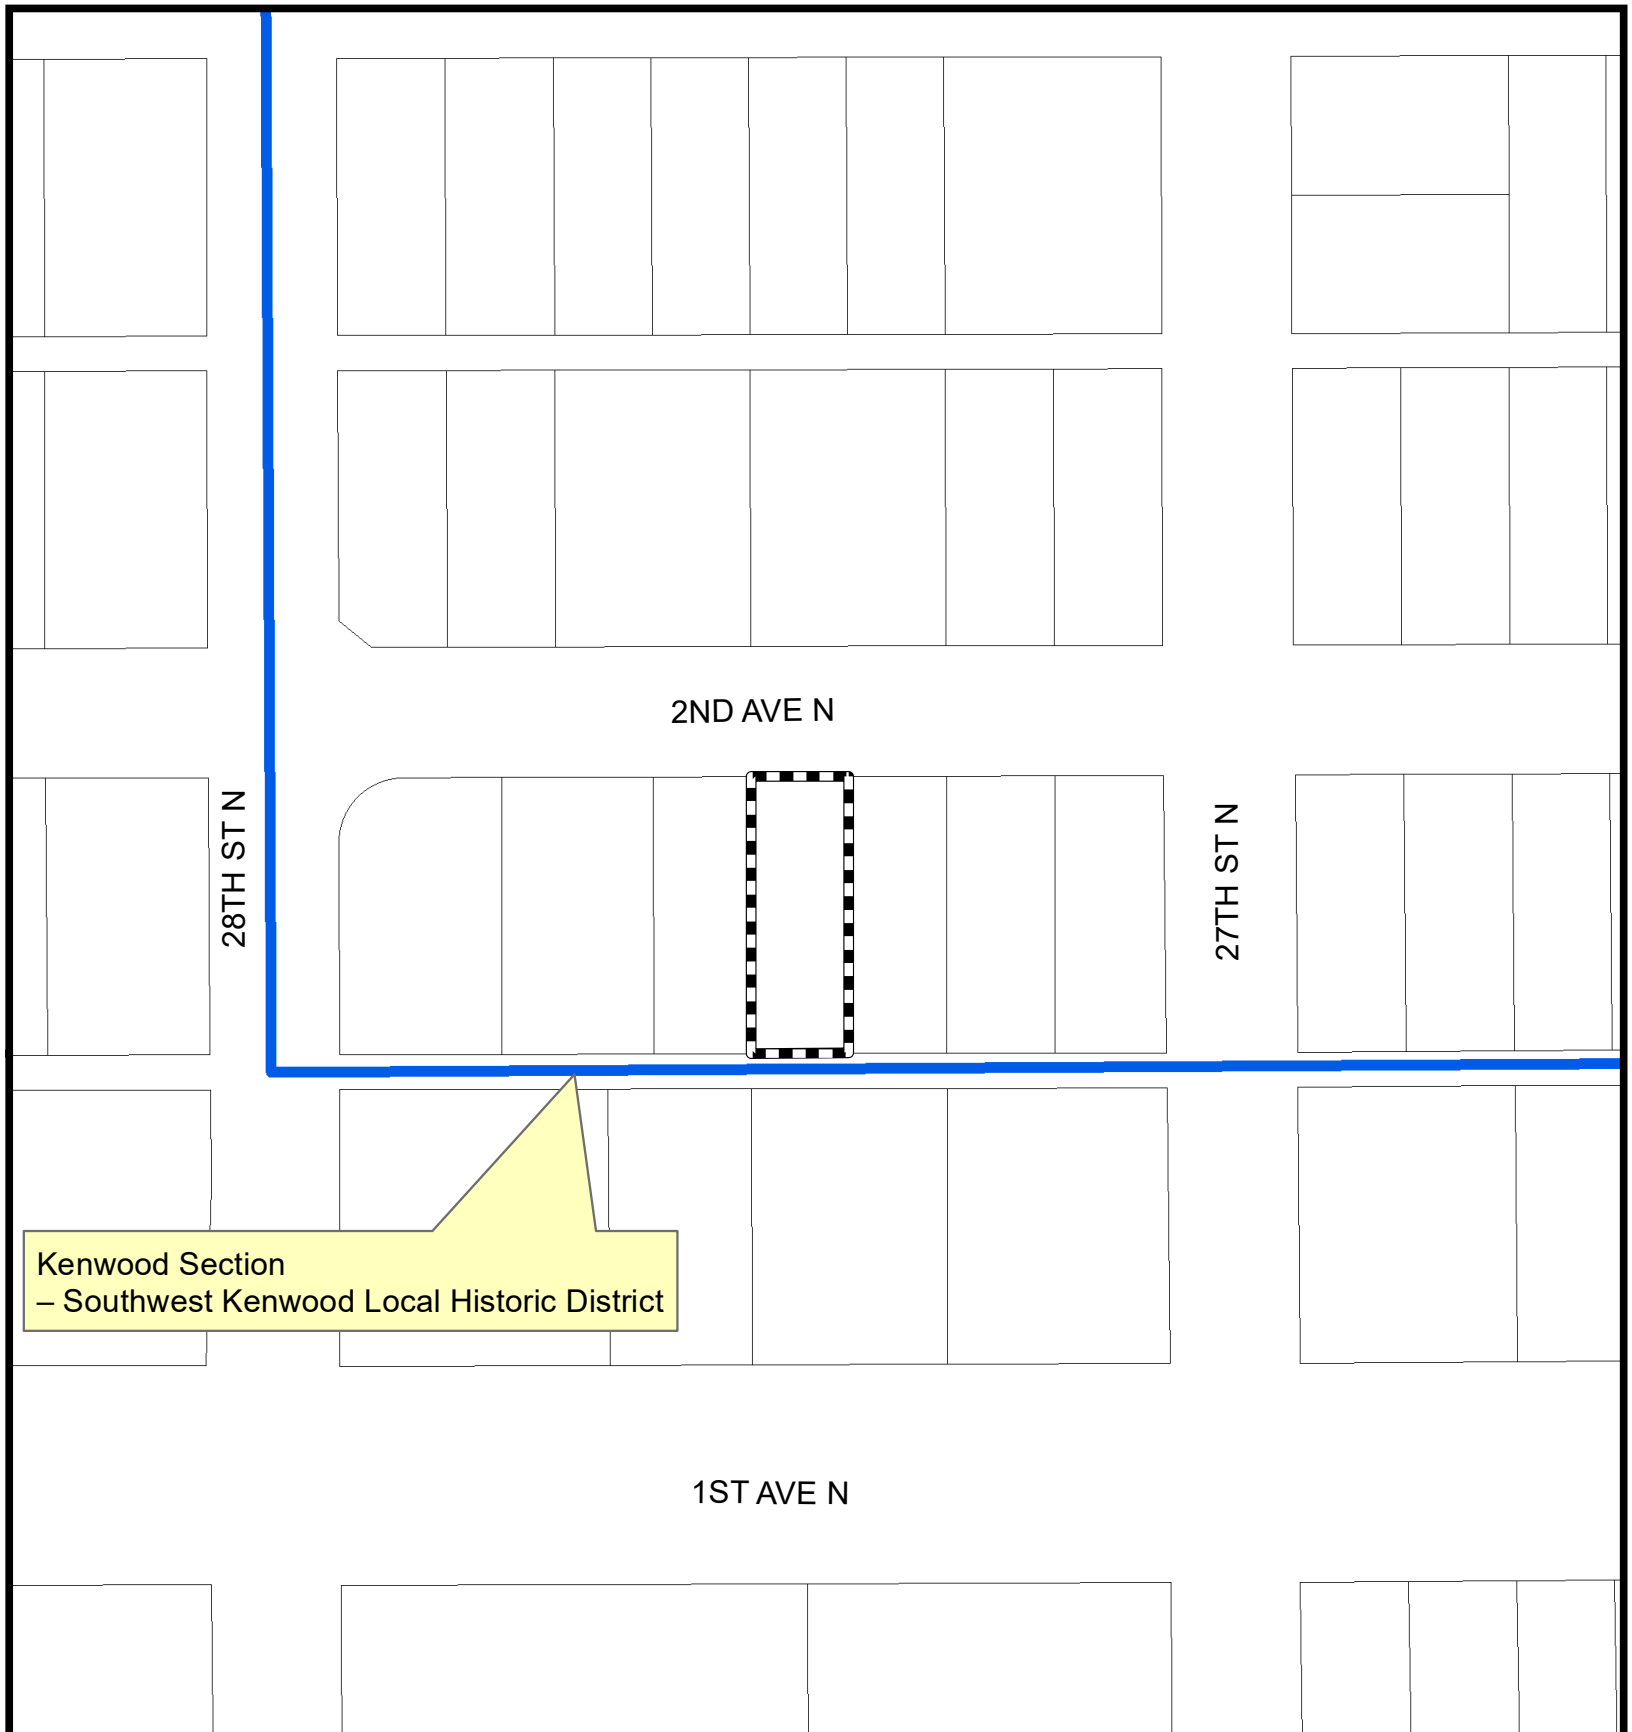 2ND AVE N
28TH ST N
27TH ST N
Kenwood Section
– Southwest Kenwood Local Historic District
1ST AVE N